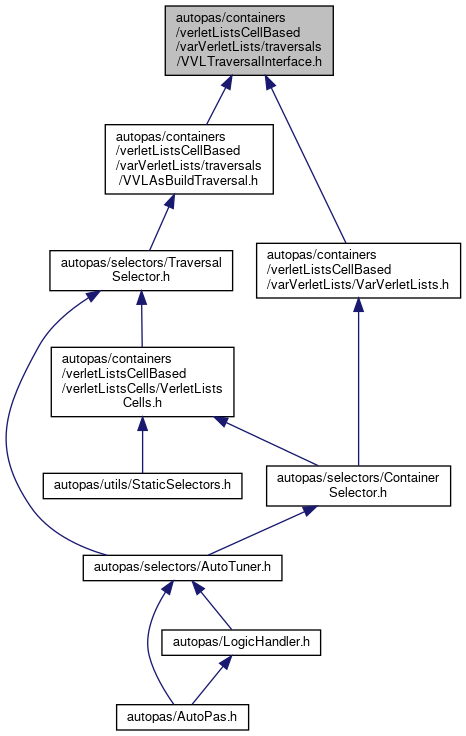 autopas/containers
/verletListsCellBased
/varVerletLists/traversals
/VVLTraversalInterface.h
autopas/containers
/verletListsCellBased
/varVerletLists/traversals
/VVLAsBuildTraversal.h
autopas/selectors/Traversal
Selector.h
autopas/containers
/verletListsCellBased
/varVerletLists/VarVerletLists.h
autopas/containers
/verletListsCellBased
/verletListsCells/VerletLists
Cells.h
autopas/utils/StaticSelectors.h
autopas/selectors/Container
Selector.h
autopas/selectors/AutoTuner.h
autopas/LogicHandler.h
autopas/AutoPas.h